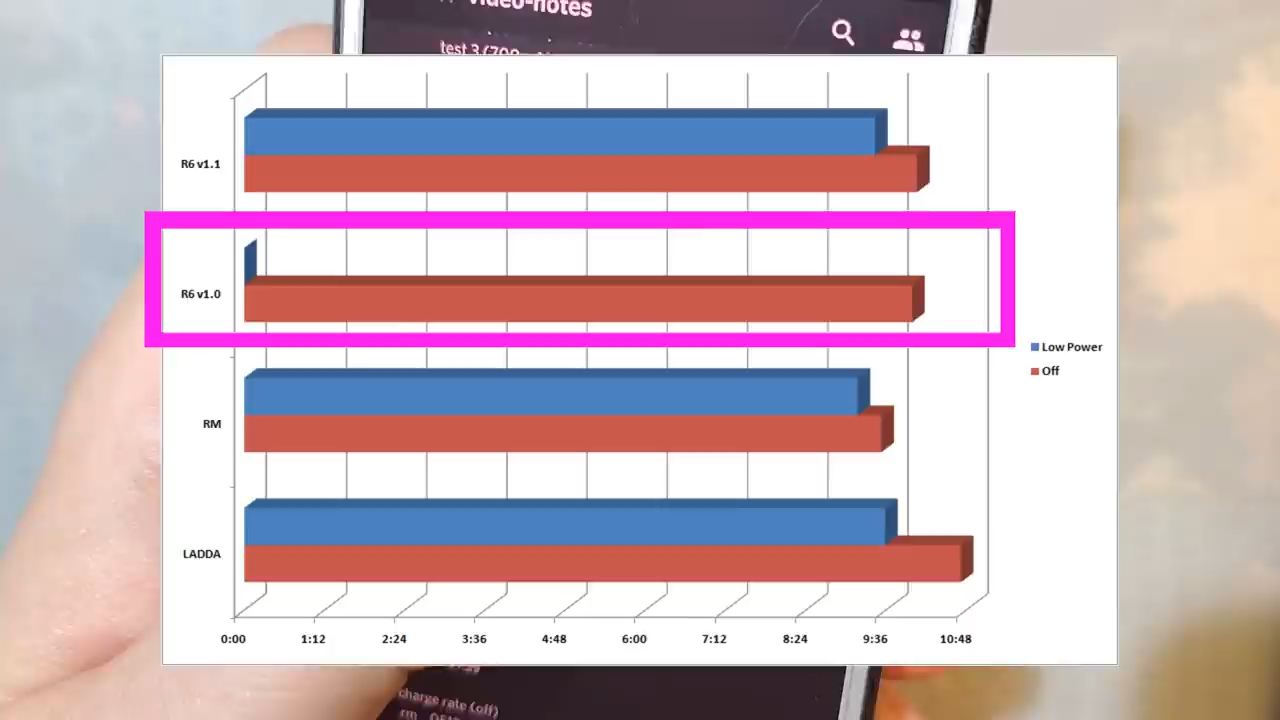 video-notes
test 3 (700
R6 v1.1
R6 v1.0
RM
LADDA
Low Power
Off
0:00 1:12 2:24 3:36 4:48 6:00 7:12 8:24 9:36 10:48
charge rate (off)
rm